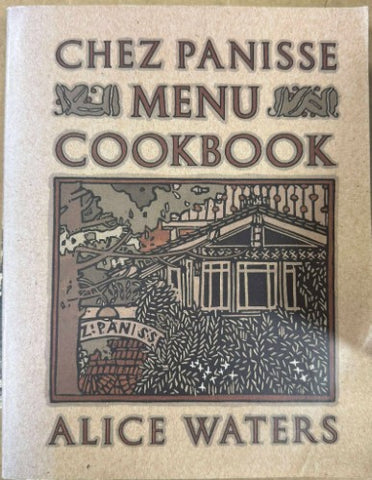 CHEZ PANISSE
MENU
COOKBOOK
Z PANISS
ALICE WATERS